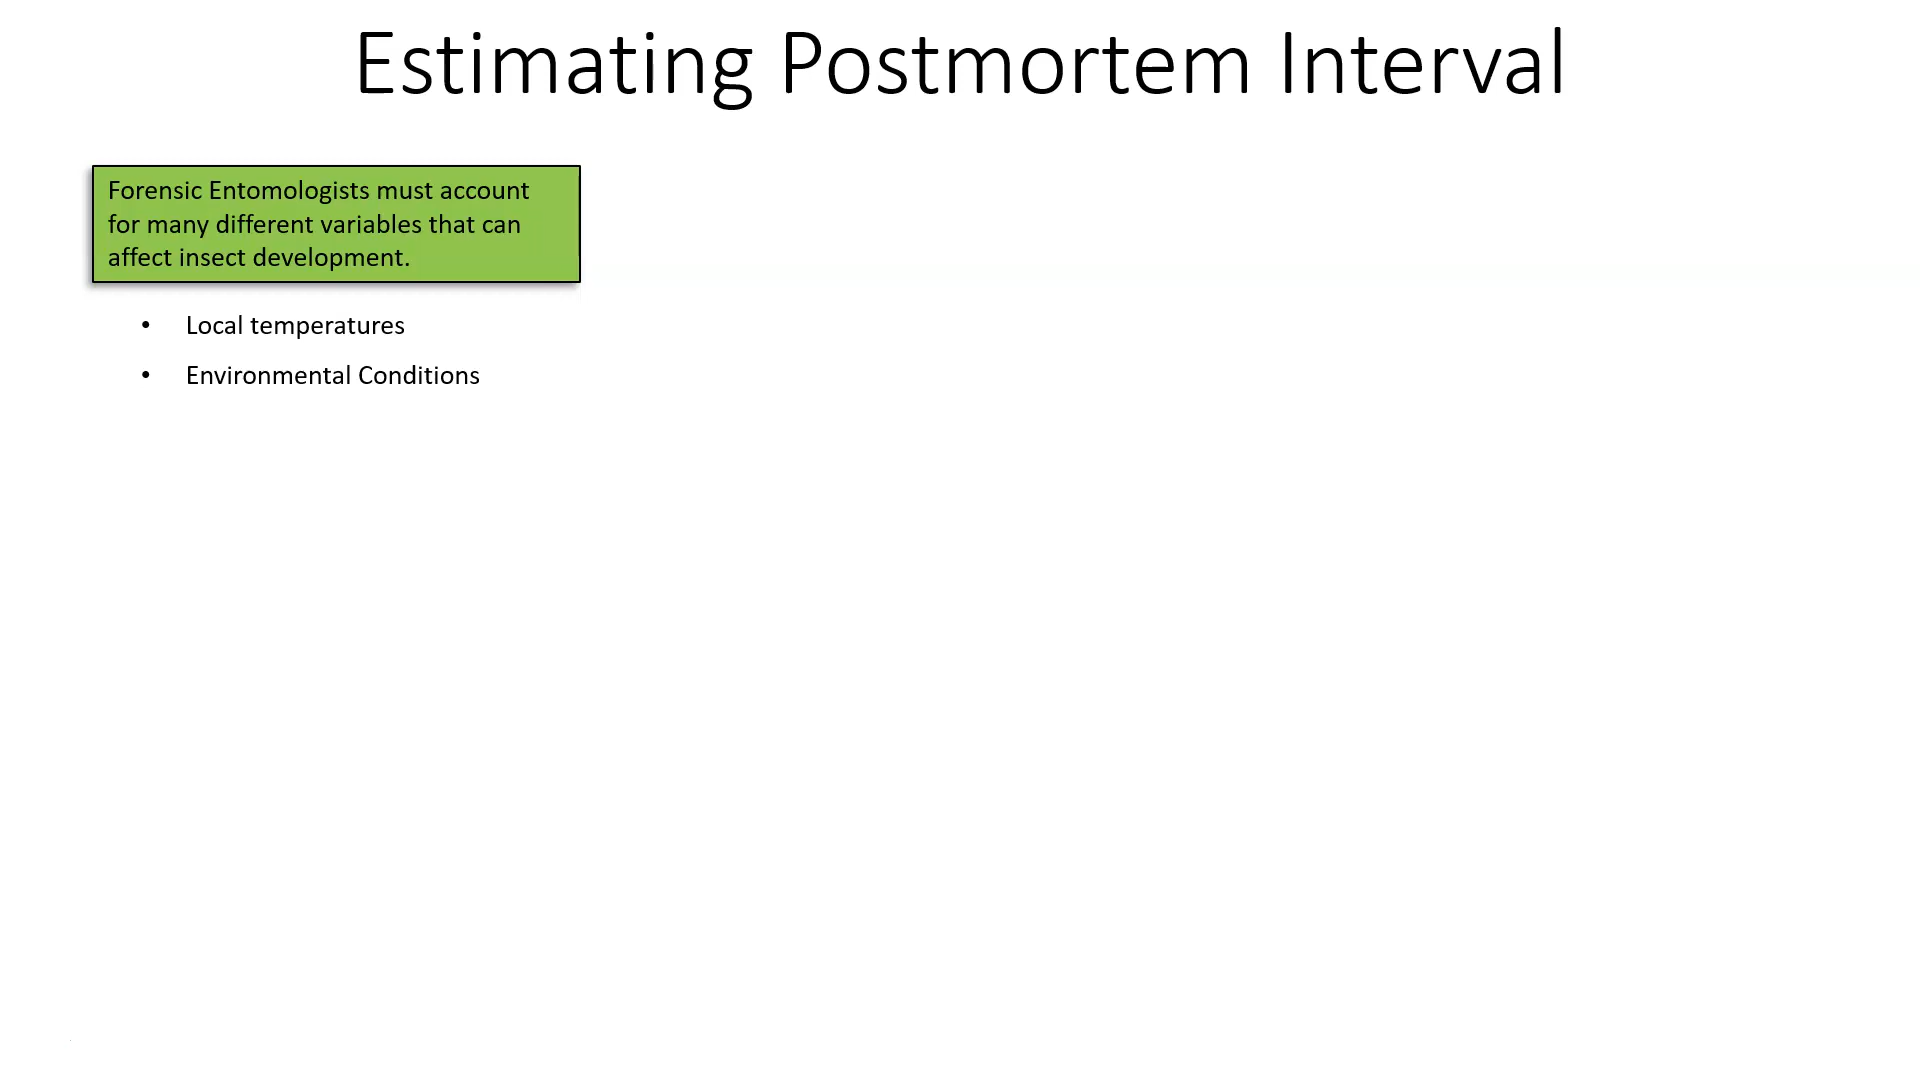 Estimating Postmortem Interval
Forensic Entomologists must account
for many different variables that can
affect insect development.
• Local temperatures
• Environmental Conditions